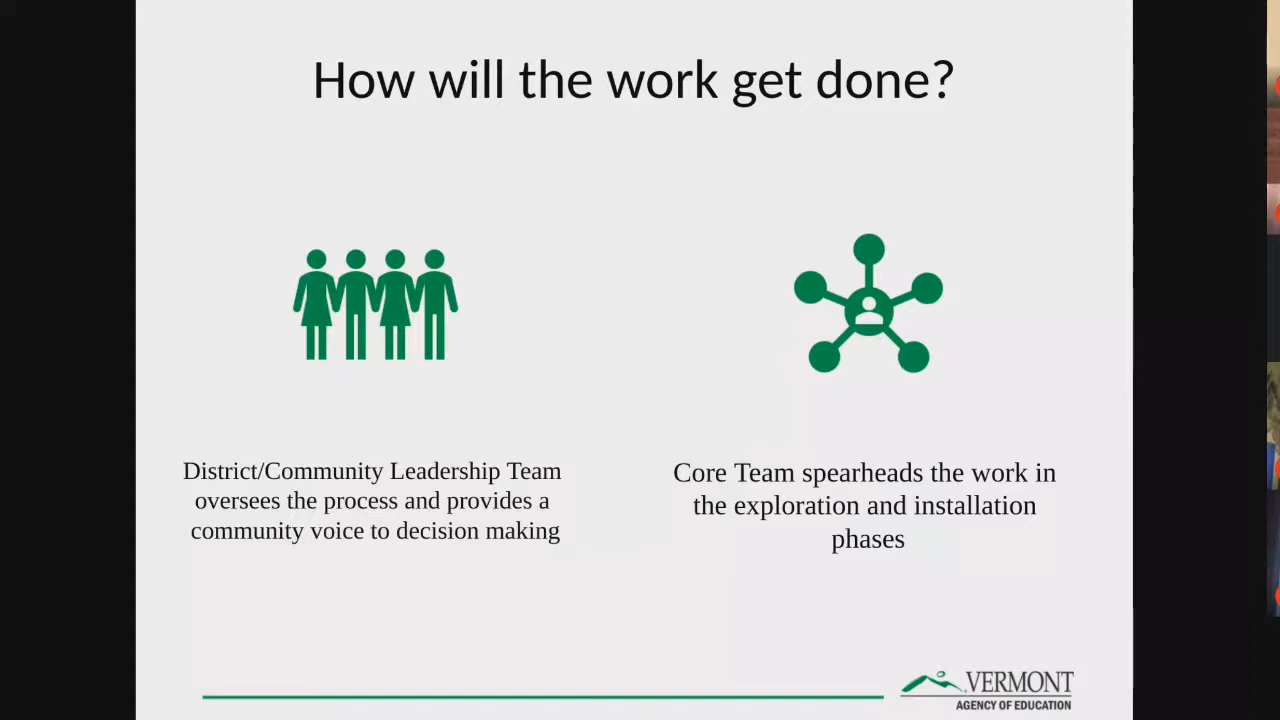 How will the work get done?
District/Community Leadership Team
oversees the process and provides a
community voice to decision making
Core Team spearheads the work in
the exploration and installation
phases
VERMONT
AGENCY OF EDUCATION